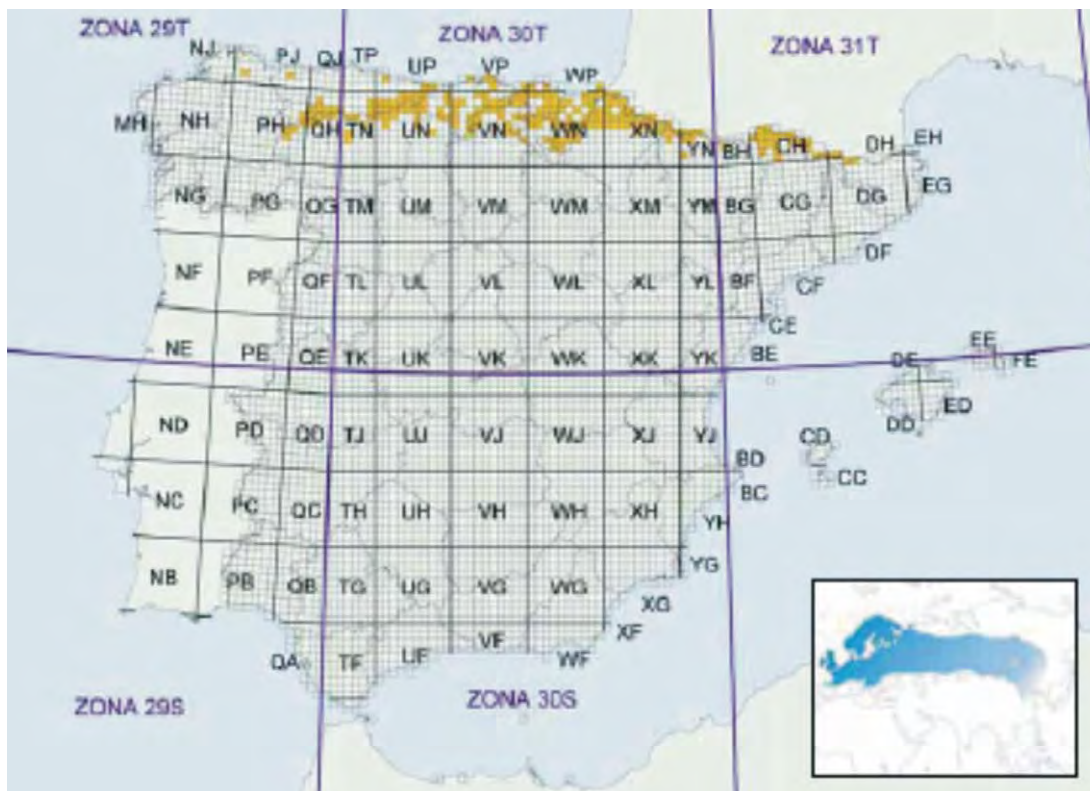 ZONA 29T
ZONA 30T
ZONA 31T
NJ
PJ
QJ
TP
UP
VP
WP
MH
NH
PH
QH
TN
UN
VN
WN
XN
YN
BH
CH
DH
EH
NG
PG
QG
TM
UM
VM
WM
XM
YM
BG
CG
DG
EG
NF
PF
QF
TL
UL
VL
WL
XL
YL
BF
CF
DF
NE
PE
QE
TK
UK
VK
WK
XK
YK
BE
CE
DE
EE
FE
ND
PD
QD
TJ
UJ
VJ
WJ
XJ
YJ
BD
CD
DD
ED
NC
PC
QC
TH
UH
VH
WH
XH
YH
BC
CC
NB
PB
QB
TG
UG
VG
WG
XG
YG
QA
TF
UF
VF
WF
XF
ZONA 29S
ZONA 30S